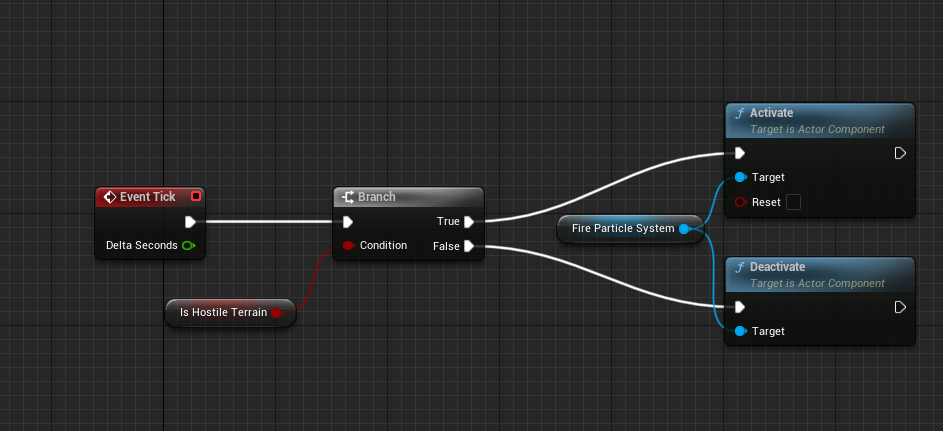 Event Tick
Delta Seconds
Is Hostile Terrain
Branch
True
Condition
False
Fire Particle System
f Activate
Target is Actor Component
Target
Reset
f Deactivate
Target is Actor Component
Target